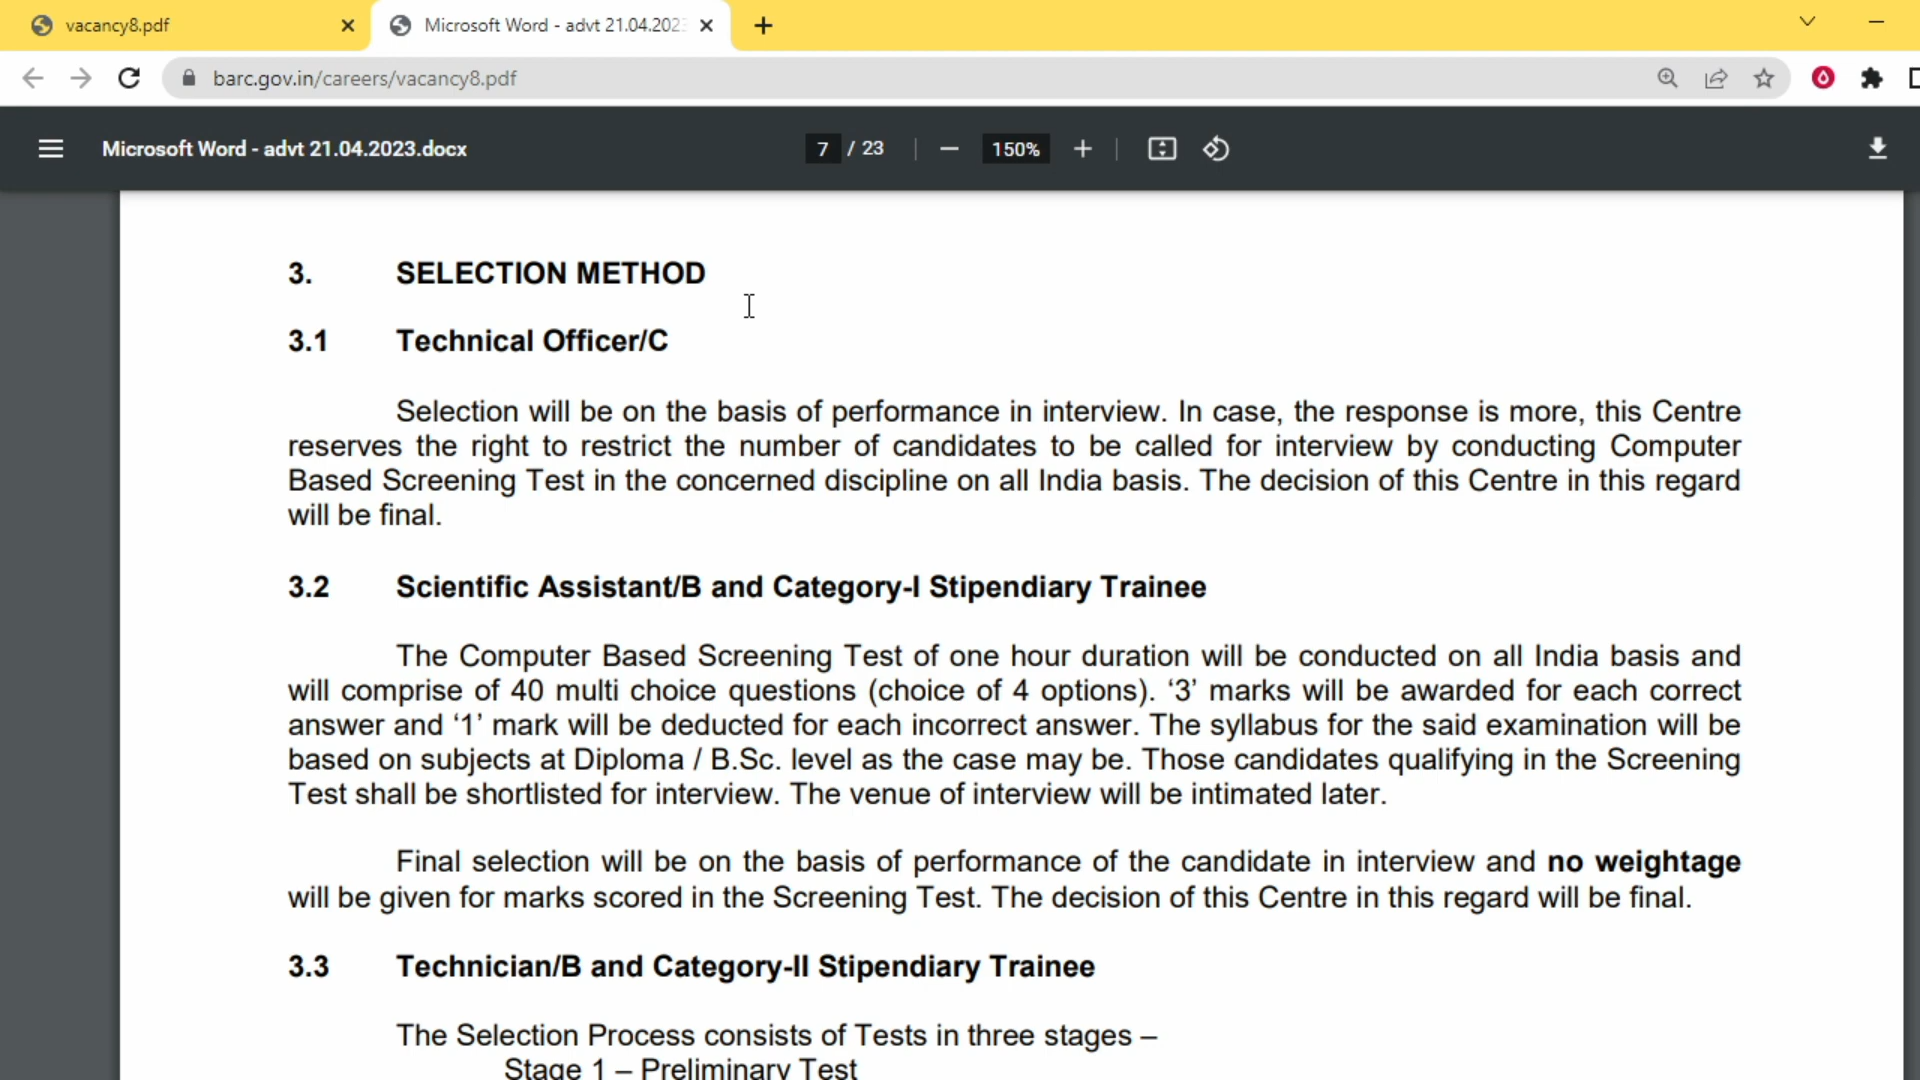 vacancy8.pdf
Microsoft Word - advt 21.04.202
barc.gov.in/careers/vacancy8.pdf
Microsoft Word - advt 21.04.2023.docx
7 / 23
150%
3. SELECTION METHOD
3.1 Technical Officer/C
Selection will be on the basis of performance in interview. In case, the response is more, this Centre
reserves the right to restrict the number of candidates to be called for interview by conducting Computer
Based Screening Test in the concerned discipline on all India basis. The decision of this Centre in this regard
will be final.
3.2 Scientific Assistant/B and Category-I Stipendiary Trainee
The Computer Based Screening Test of one hour duration will be conducted on all India basis and
will comprise of 40 multi choice questions (choice of 4 options). ‘3’ marks will be awarded for each correct
answer and ‘1’ mark will be deducted for each incorrect answer. The syllabus for the said examination will be
based on subjects at Diploma / B.Sc. level as the case may be. Those candidates qualifying in the Screening
Test shall be shortlisted for interview. The venue of interview will be intimated later.
Final selection will be on the basis of performance of the candidate in interview and no weightage
will be given for marks scored in the Screening Test. The decision of this Centre in this regard will be final.
3.3 Technician/B and Category-II Stipendiary Trainee
The Selection Process consists of Tests in three stages –
Stage 1 – Preliminary Test